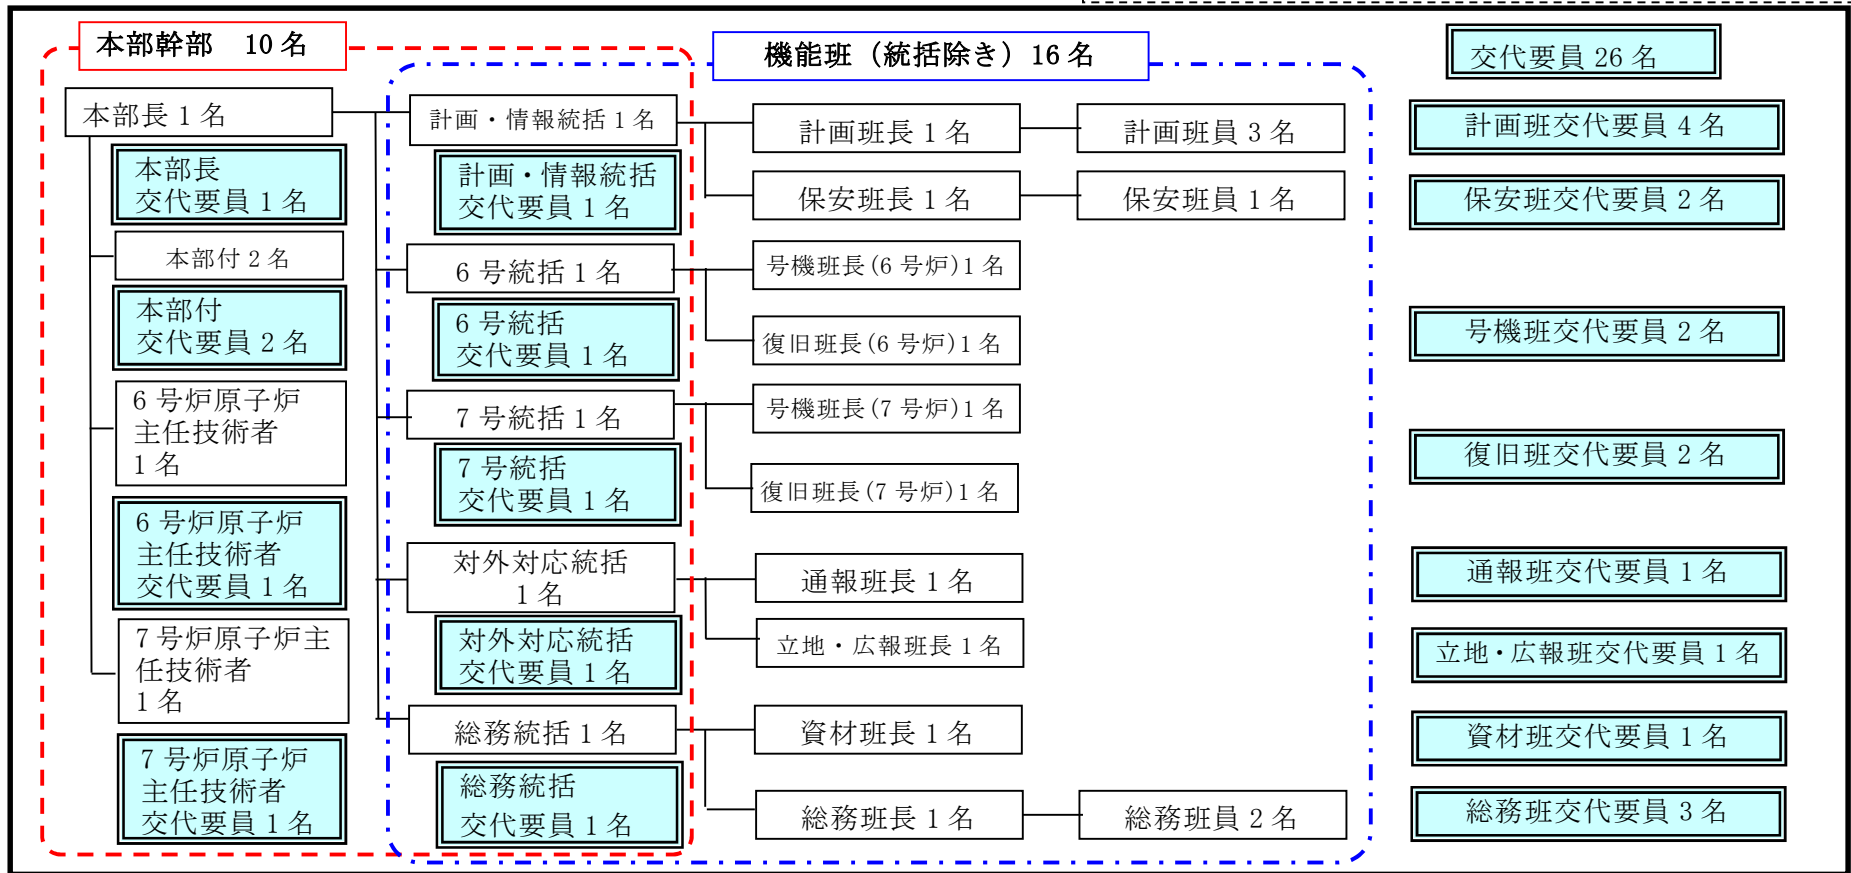 本部幹部 10名
機能班（統括除き）16名
交代要員26名
本部長1名
本部長
交代要員1名
本部付2名
本部付
交代要員2名
6号炉原子炉
主任技術者
1名
6号炉原子炉
主任技術者
交代要員1名
7号炉原子炉主
任技術者
1名
7号炉原子炉
主任技術者
交代要員1名
計画・情報統括1名
計画・情報統括
交代要員1名
6号統括1名
6号統括
交代要員1名
7号統括1名
7号統括
交代要員1名
対外対応統括
1名
対外対応統括
交代要員1名
総務統括1名
総務統括
交代要員1名
計画班長1名
計画班員3名
保安班長1名
保安班員1名
号機班長(6号炉)1名
復旧班長(6号炉)1名
号機班長(7号炉)1名
復旧班長(7号炉)1名
通報班長1名
立地・広報班長1名
資材班長1名
総務班長1名
総務班員2名
計画班交代要員4名
保安班交代要員2名
号機班交代要員2名
復旧班交代要員2名
通報班交代要員1名
立地・広報班交代要員1名
資材班交代要員1名
総務班交代要員3名